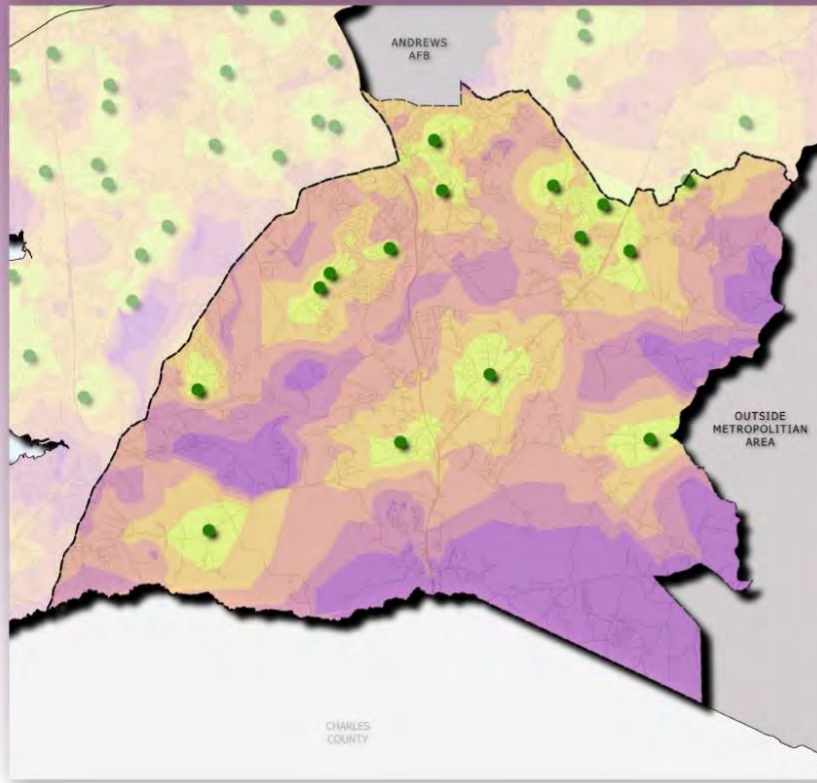 ANDREWS
AFB
OUTSIDE
METROPOLITIAN
AREA
CHARLES
COUNTY